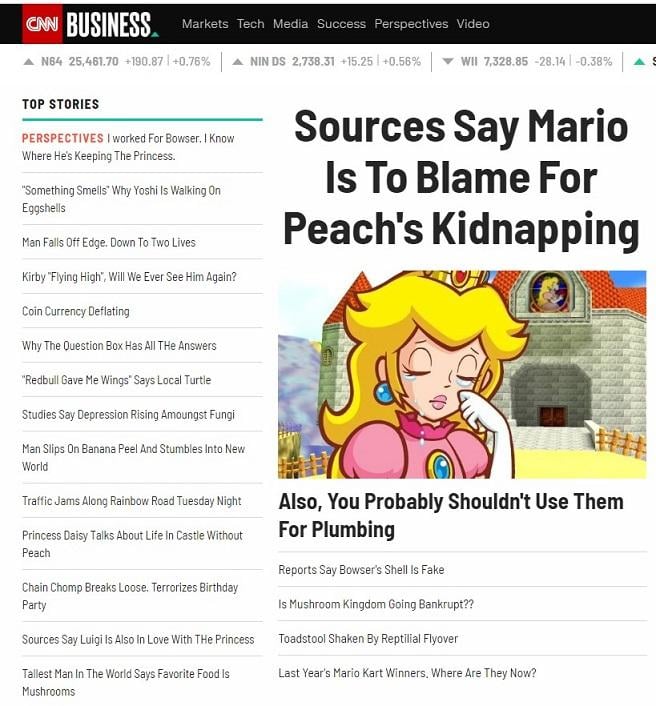 CNN BUSINESS Markets Tech Media Success Perspectives Video
N64 25,461.70 +190.87 +0.76% NIN DS 2,738.31 +15.25 +0.56% WII 7,328.85 -28.14 -0.38%
TOP STORIES
PERSPECTIVES I worked For Bowser. I Know
Where He's Keeping The Princess.
"Something Smells" Why Yoshi Is Walking On
Eggshells
Man Falls Off Edge. Down To Two Lives
Kirby "Flying High", Will We Ever See Him Again?
Coin Currency Deflating
Why The Question Box Has All THe Answers
"Redbull Gave Me Wings" Says Local Turtle
Studies Say Depression Rising Amoungst Fungi
Man Slips On Banana Peel And Stumbles Into New
World
Traffic Jams Along Rainbow Road Tuesday Night
Princess Daisy Talks About Life In Castle Without
Peach
Chain Chomp Breaks Loose. Terrorizes Birthday
Party
Sources Say Luigi Is Also In Love With THe Princess
Tallest Man In The World Says Favorite Food Is
Mushrooms
Sources Say Mario
Is To Blame For
Peach's Kidnapping
Also, You Probably Shouldn't Use Them
For Plumbing
Reports Say Bowser's Shell Is Fake
Is Mushroom Kingdom Going Bankrupt??
Toadstool Shaken By Reptilial Flyover
Last Year's Mario Kart Winners. Where Are They Now?